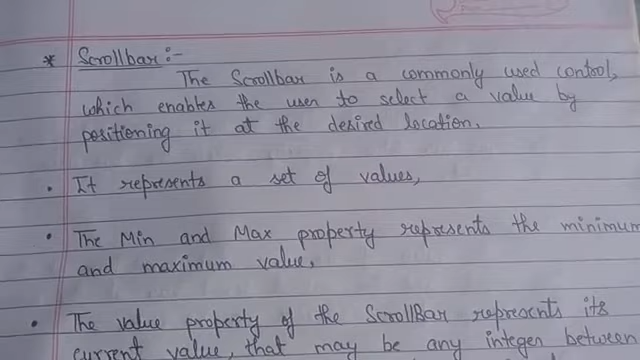 * Scrollbar :-
The Scrollbar is a commonly used control,
which enables the user to select a value by
positioning it at the desired location.
• It represents a set of values,
• The Min and Max property represents the minimum
and maximum value,
• The value property of the ScrollBar represents its
current value, that may be any integer between